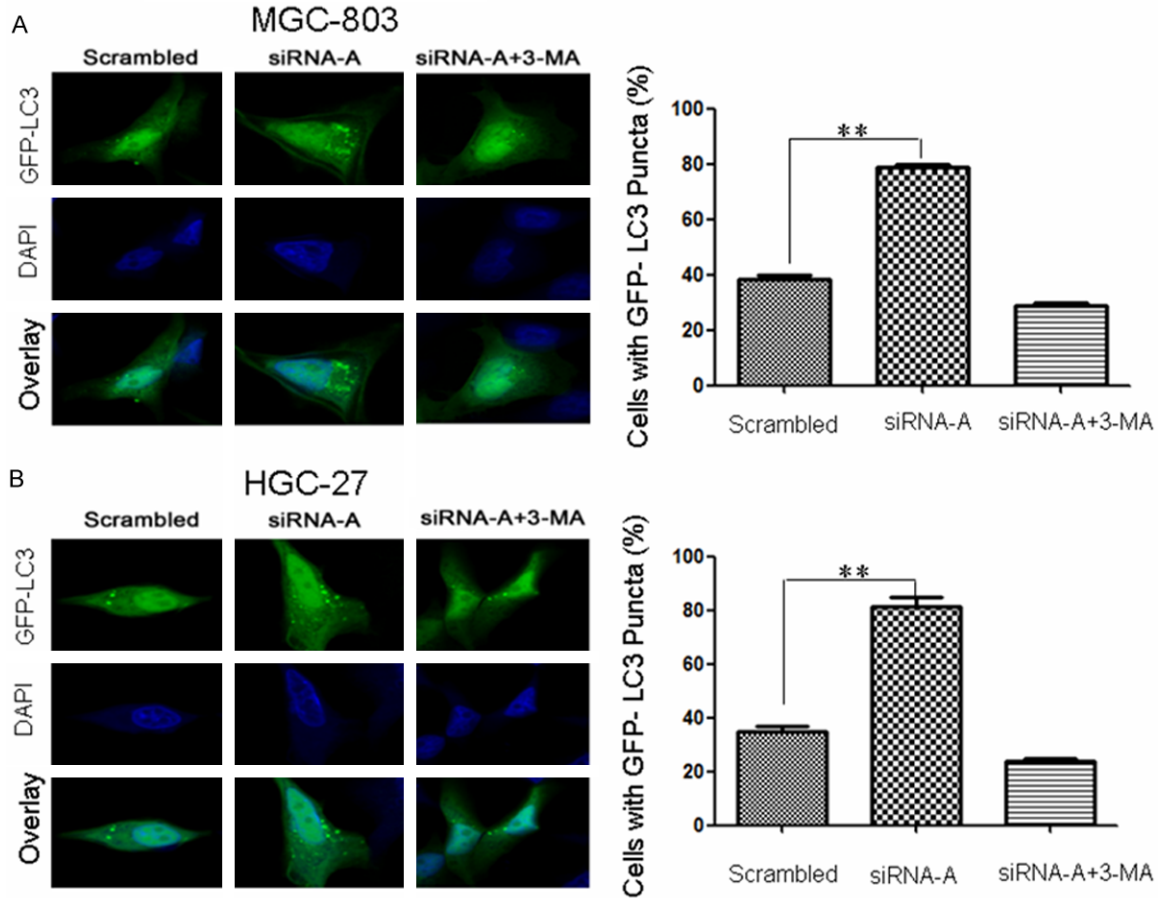 A
MGC-803
Scrambled siRNA-A siRNA-A+3-MA
GFP-LC3
DAPI
Overlay
Cells with GFP- LC3 Puncta (%)
100
80
60
40
20
0
**
Scrambled siRNA-A siRNA-A+3-MA
B
HGC-27
Scrambled siRNA-A siRNA-A+3-MA
GFP-LC3
DAPI
Overlay
Cells with GFP- LC3 Puncta (%)
100
80
60
40
20
0
**
Scrambled siRNA-A siRNA-A+3-MA